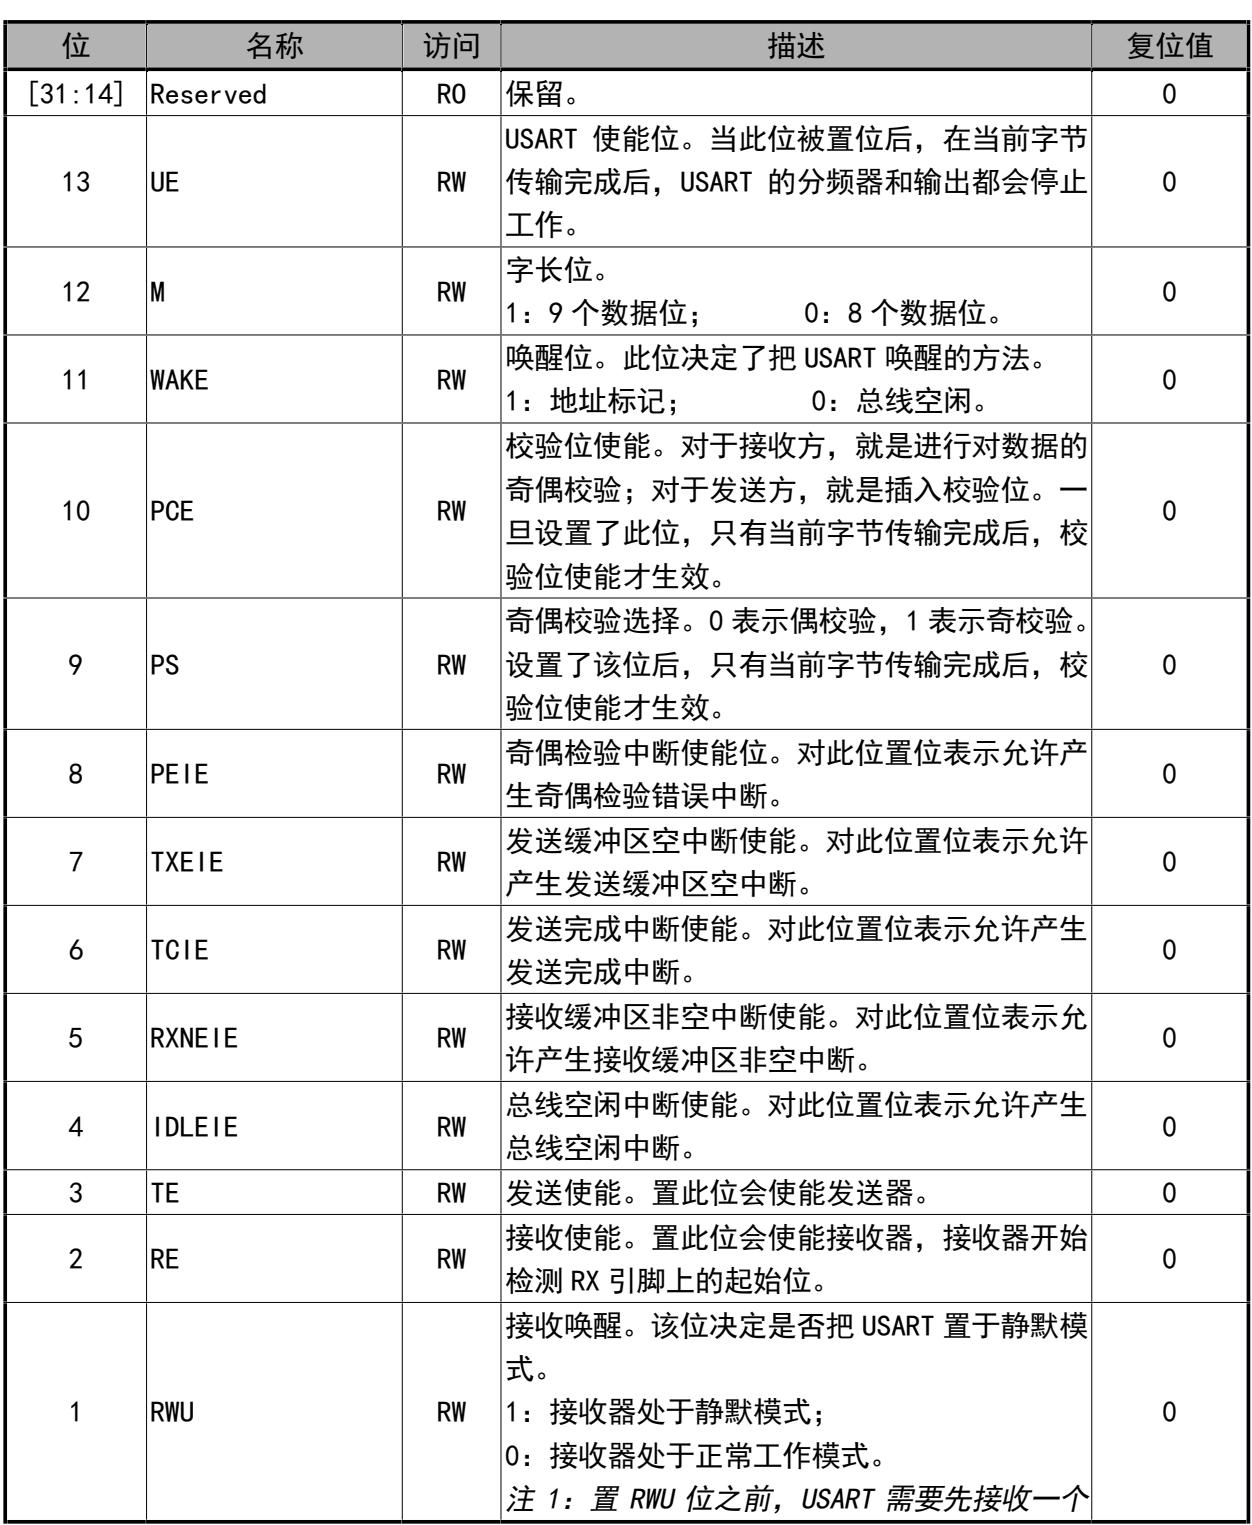 位 名称 访问 描述 复位值
[31:14] Reserved RO 保留。 0
USART 使能位。当此位被置位后，在当前字节
13 UE RW 传输完成后，USART 的分频器和输出都会停止 0
工作。
字长位。
12 M RW 0
1：9 个数据位； 0：8 个数据位。
唤醒位。此位决定了把 USART 唤醒的方法。
11 WAKE RW 0
1：地址标记； 0：总线空闲。
校验位使能。对于接收方，就是进行对数据的
奇偶校验；对于发送方，就是插入校验位。一
10 PCE RW 0
旦设置了此位，只有当前字节传输完成后，校
验位使能才生效。
奇偶校验选择。0 表示偶校验，1 表示奇校验。
9 PS RW 设置了该位后，只有当前字节传输完成后，校 0
验位使能才生效。
奇偶检验中断使能位。对此位置位表示允许产
8 PEIE RW 0
生奇偶检验错误中断。
发送缓冲区空中断使能。对此位置位表示允许
7 TXEIE RW 0
产生发送缓冲区空中断。
发送完成中断使能。对此位置位表示允许产生
6 TCIE RW 0
发送完成中断。
接收缓冲区非空中断使能。对此位置位表示允
5 RXNEIE RW 0
许产生接收缓冲区非空中断。
总线空闲中断使能。对此位置位表示允许产生
4 IDLEIE RW 0
总线空闲中断。
3 TE RW 发送使能。置此位会使能发送器。 0
接收使能。置此位会使能接收器，接收器开始
2 RE RW 0
检测 RX 引脚上的起始位。
接收唤醒。该位决定是否把 USART 置于静默模
式。
1 RWU RW 1：接收器处于静默模式； 0
0：接收器处于正常工作模式。
注 1：置 RWU 位之前，USART 需要先接收一个